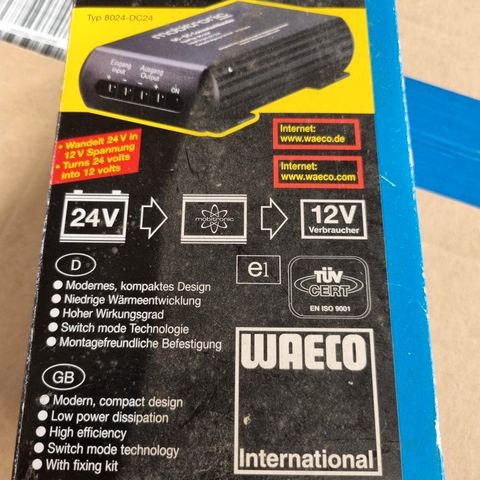 Typ 8024-DC24
mobitronic
Eingang Ausgang
Input Output
+ - - + ON
• Wandelt 24 V in
12 V Spannung
• Turns 24 volts
into 12 volts
Internet:
www.waeco.de
Internet:
www.waeco.com
24V
mobitronic
12V
Verbraucher
D
• Modernes, kompaktes Design
• Niedrige Wärmeentwicklung
• Hoher Wirkungsgrad
• Switch mode Technologie
• Montagefreundliche Befestigung
e1
TÜV
CERT
EN ISO 9001
GB
• Modern, compact design
• Low power dissipation
• High efficiency
• Switch mode technology
• With fixing kit
WAECO
International